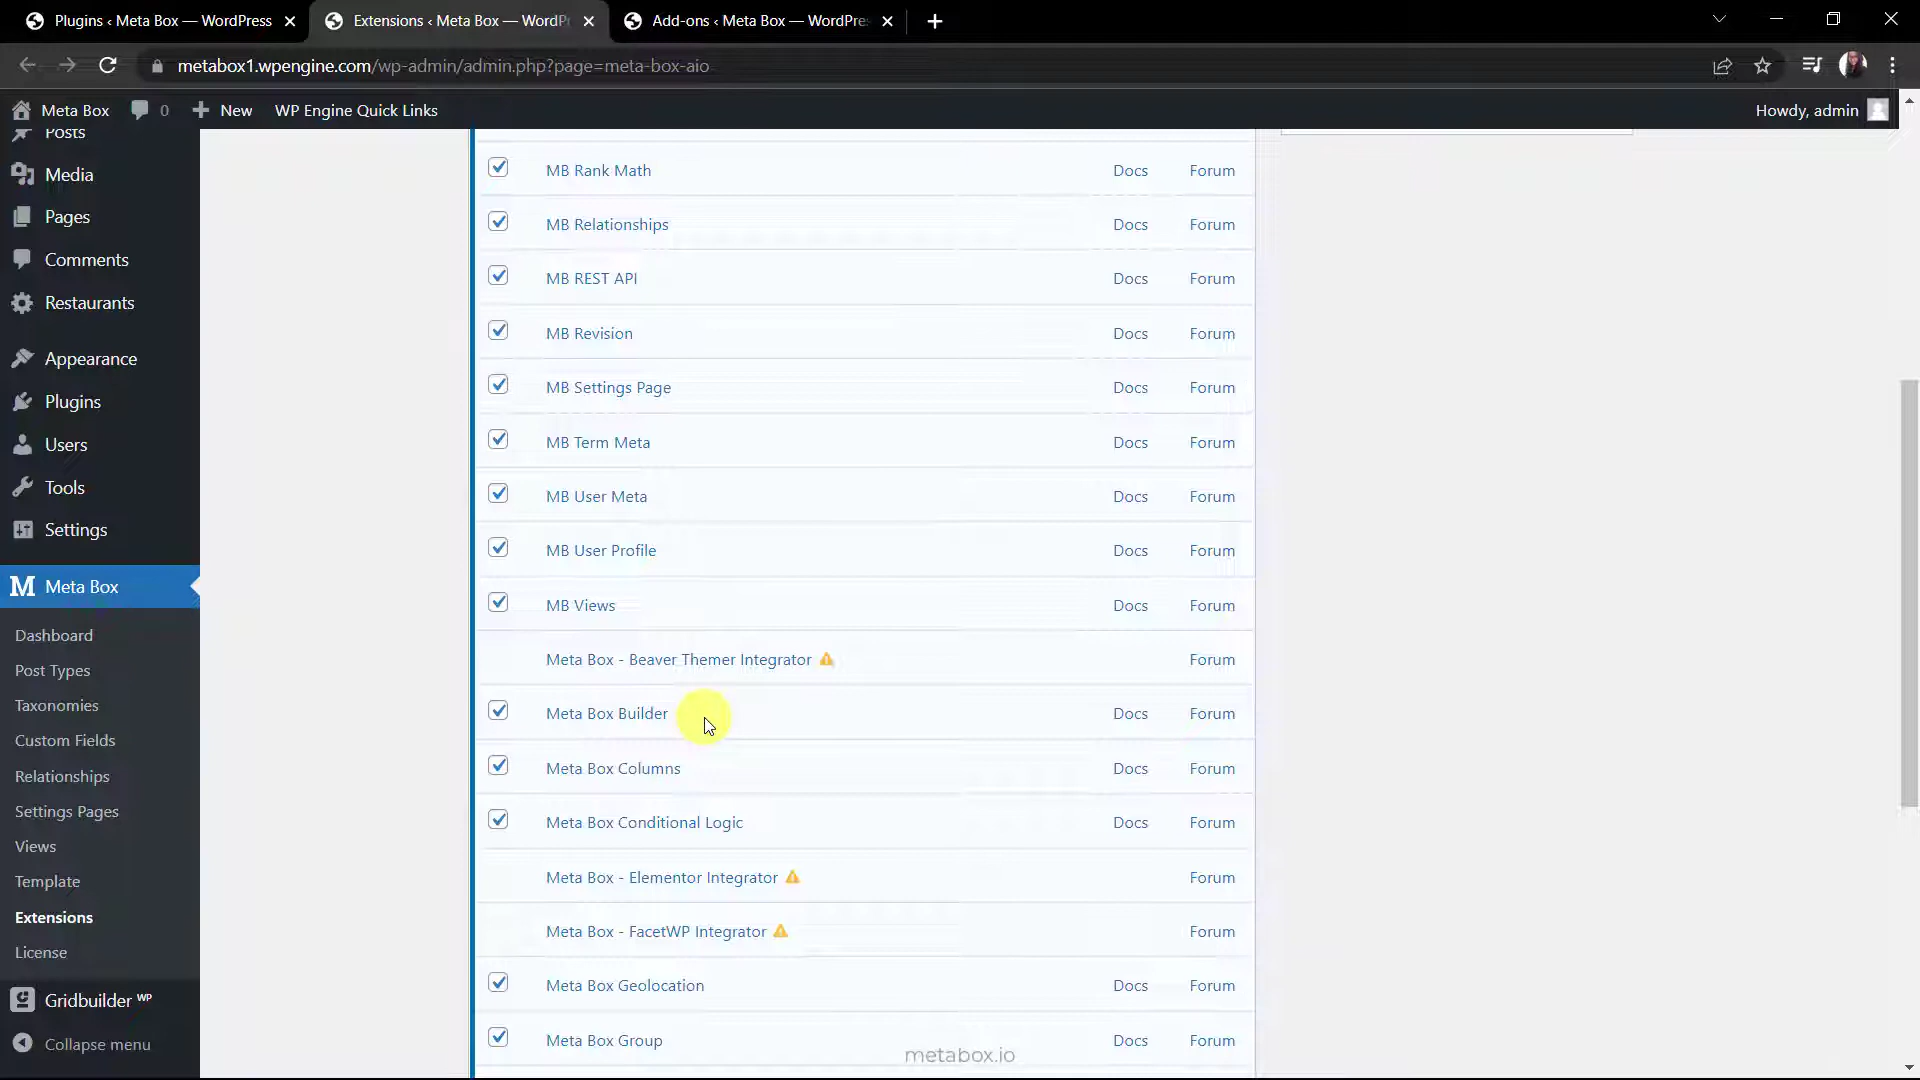 Plugins ‹ Meta Box — WordPress
Extensions ‹ Meta Box — WordP
Add-ons ‹ Meta Box — WordPres
metabox1.wpengine.com/wp-admin/admin.php?page=meta-box-aio
Meta Box 0 New WP Engine Quick Links Howdy, admin
Posts
Media
Pages
Comments
Restaurants
Appearance
Plugins
Users
Tools
Settings
M Meta Box
Dashboard
Post Types
Taxonomies
Custom Fields
Relationships
Settings Pages
Views
Template
Extensions
License
Gridbuilder WP
Collapse menu
MB Rank Math Docs Forum
MB Relationships Docs Forum
MB REST API Docs Forum
MB Revision Docs Forum
MB Settings Page Docs Forum
MB Term Meta Docs Forum
MB User Meta Docs Forum
MB User Profile Docs Forum
MB Views Docs Forum
Meta Box - Beaver Themer Integrator Forum
Meta Box Builder Docs Forum
Meta Box Columns Docs Forum
Meta Box Conditional Logic Docs Forum
Meta Box - Elementor Integrator Forum
Meta Box - FacetWP Integrator Forum
Meta Box Geolocation Docs Forum
Meta Box Group Docs Forum
metabox.io